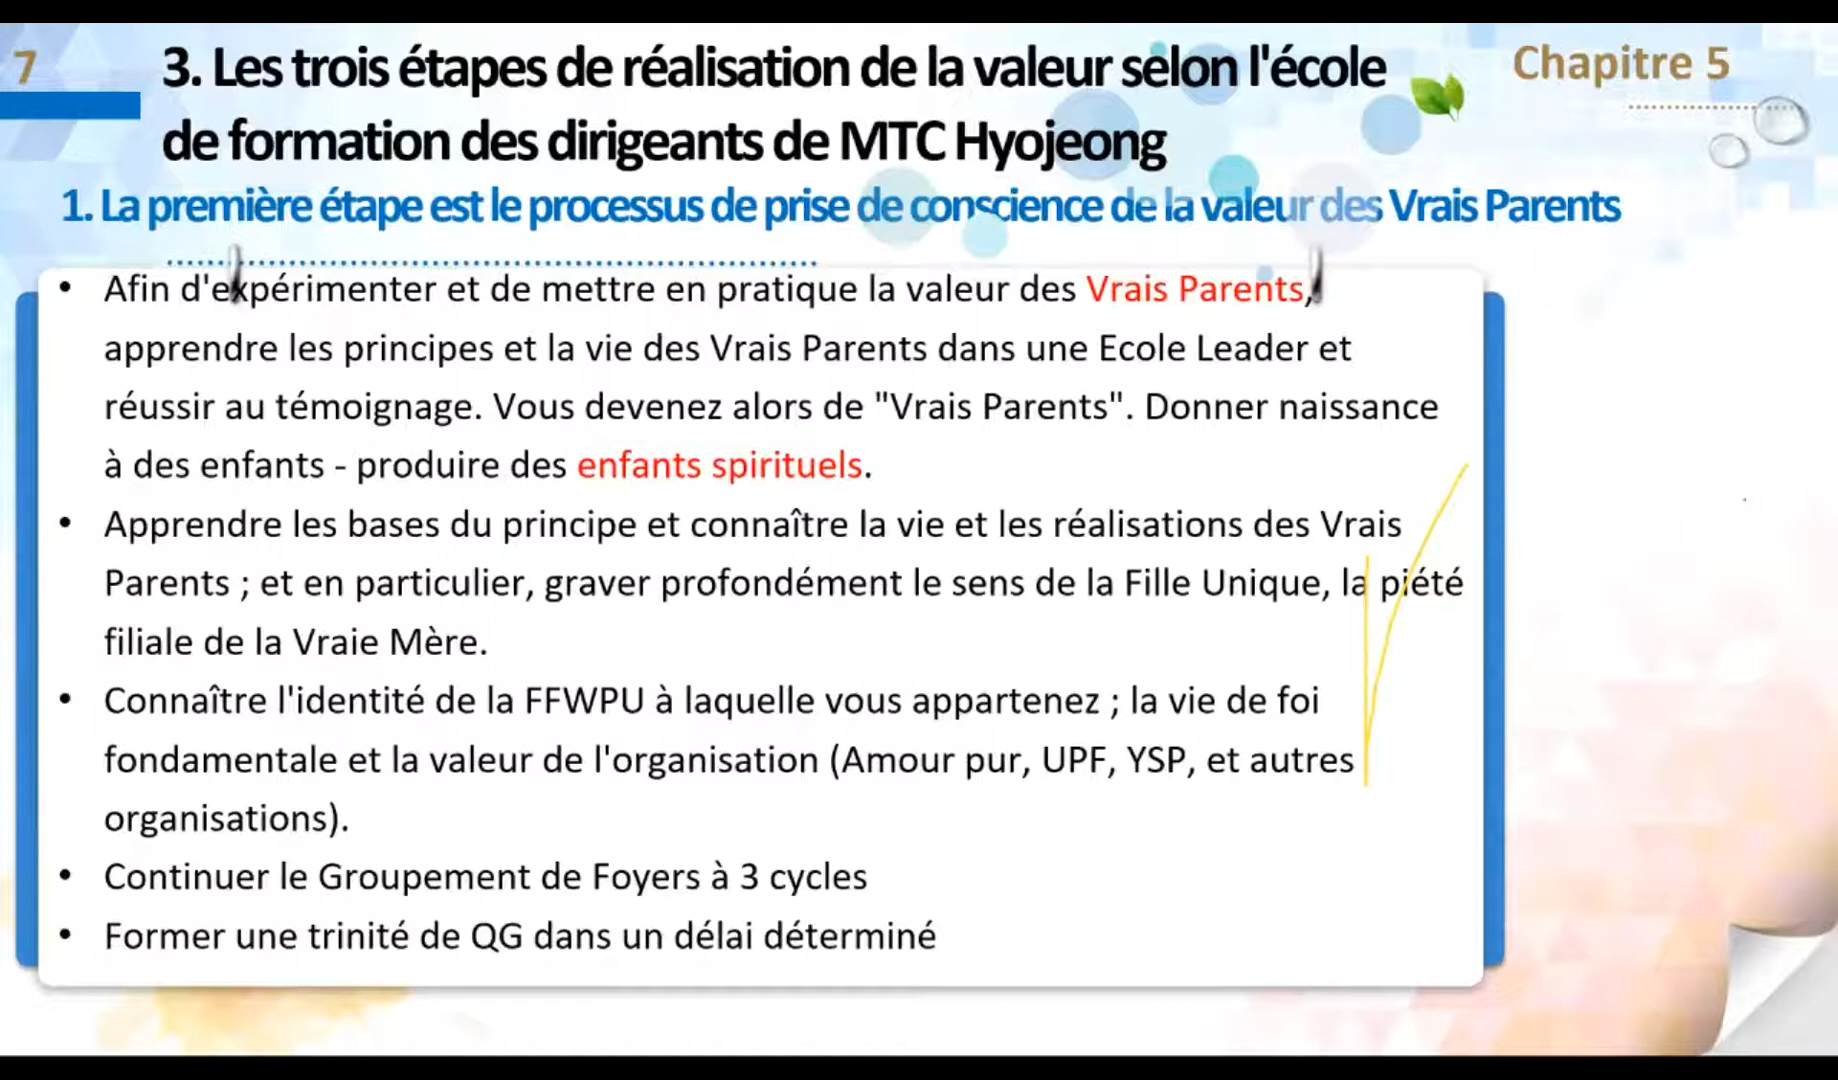 7
3. Les trois étapes de réalisation de la valeur selon l'école
de formation des dirigeants de MTC Hyojeong
Chapitre 5
1. La première étape est le processus de prise de conscience de la valeur des Vrais Parents
• Afin d'expérimenter et de mettre en pratique la valeur des Vrais Parents,
apprendre les principes et la vie des Vrais Parents dans une Ecole Leader et
réussir au témoignage. Vous devenez alors de "Vrais Parents". Donner naissance
à des enfants - produire des enfants spirituels.
• Apprendre les bases du principe et connaître la vie et les réalisations des Vrais
Parents ; et en particulier, graver profondément le sens de la Fille Unique, la piété
filiale de la Vraie Mère.
• Connaître l'identité de la FFWPU à laquelle vous appartenez ; la vie de foi
fondamentale et la valeur de l'organisation (Amour pur, UPF, YSP, et autres
organisations).
• Continuer le Groupement de Foyers à 3 cycles
• Former une trinité de QG dans un délai déterminé